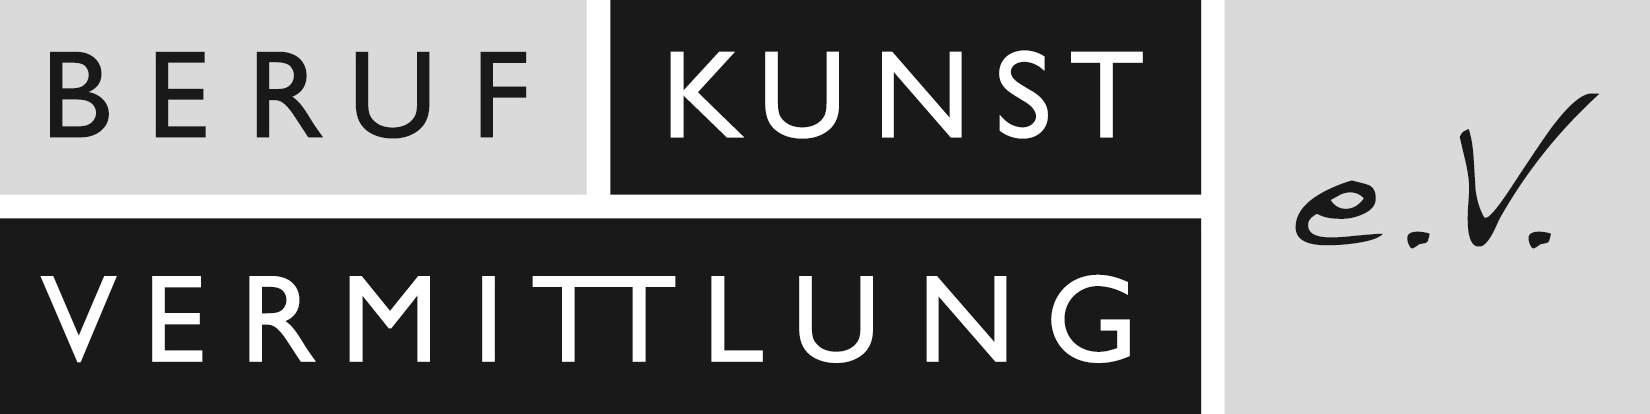 BERUF KUNST
VERMITTLUNG
e.V.